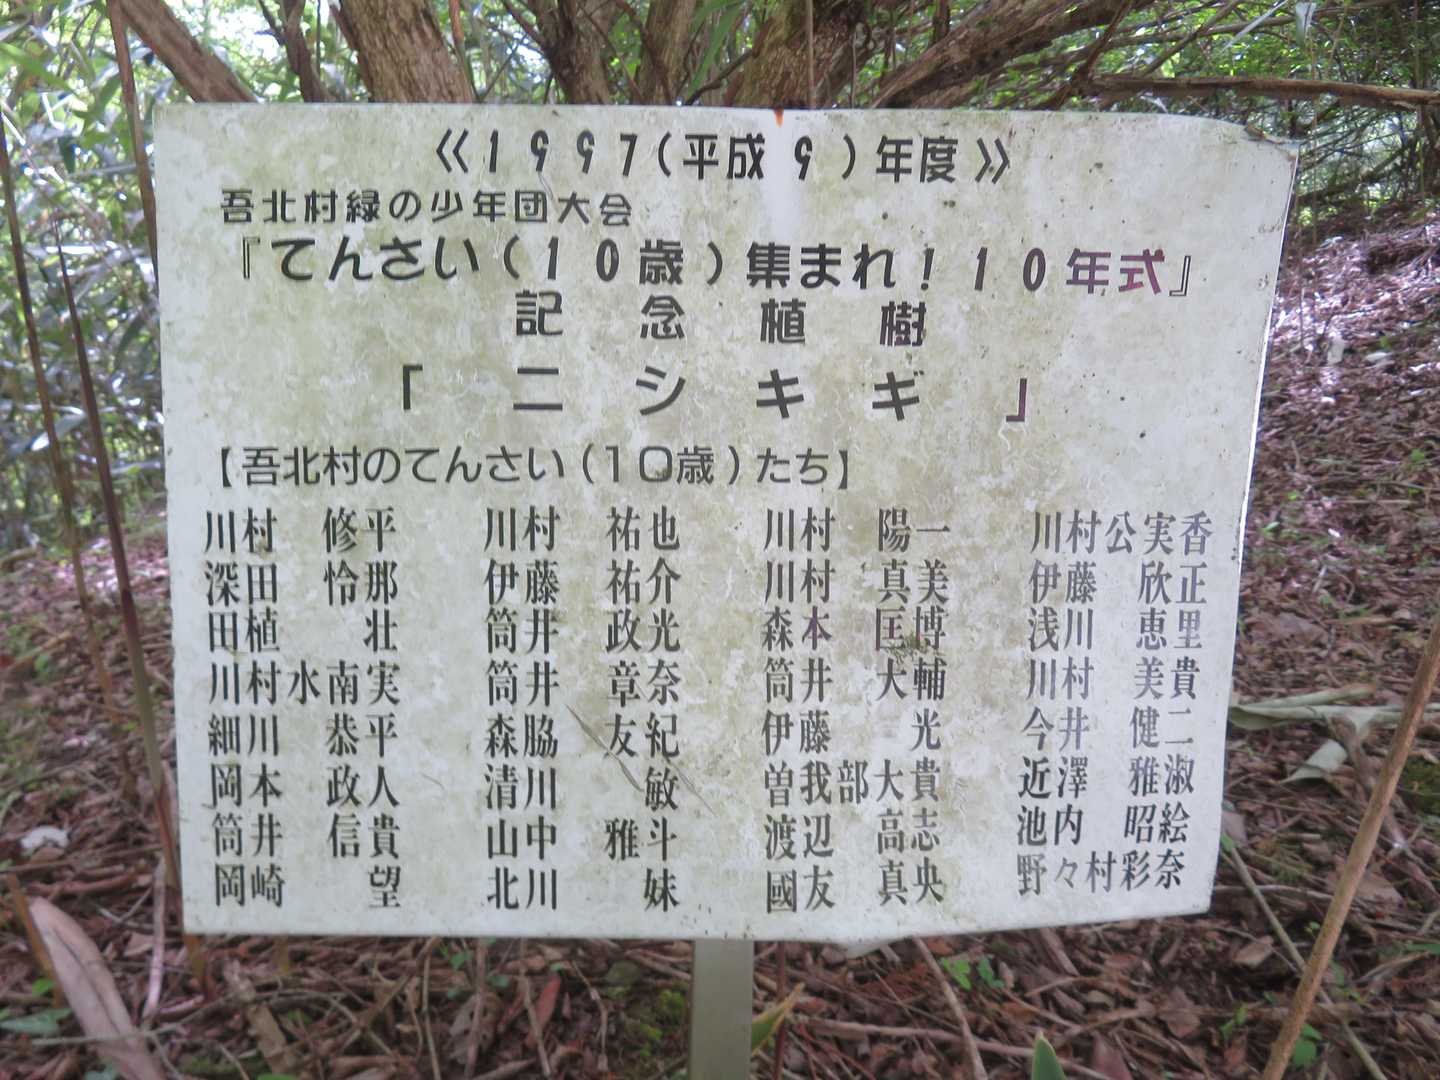 《1997(平成9)年度》
吾北村緑の少年団大会
『てんさい(10歳)集まれ!10年式』
記念植樹
「ニシキギ」
【吾北村のてんさい(10歳)たち】
川村 修平 川村 祐也 川村 陽一 川村公実香
深田 怜那 伊藤 祐介 川村 真美 伊藤 欣正
田植 壮 筒井 政光 森本 匡博 浅川 恵里
川村水南実 筒井 章奈 筒井 大輔 川村 美貴
細川 恭平 森脇 友紀 伊藤 光 今井 健二
岡本 政人 清川 敏 曽我部大貴 近澤 雅淑
筒井 信貴 山中 雅斗 渡辺 高志 池内 昭絵
岡崎 望 北川 妹 國友 真央 野々村彩奈